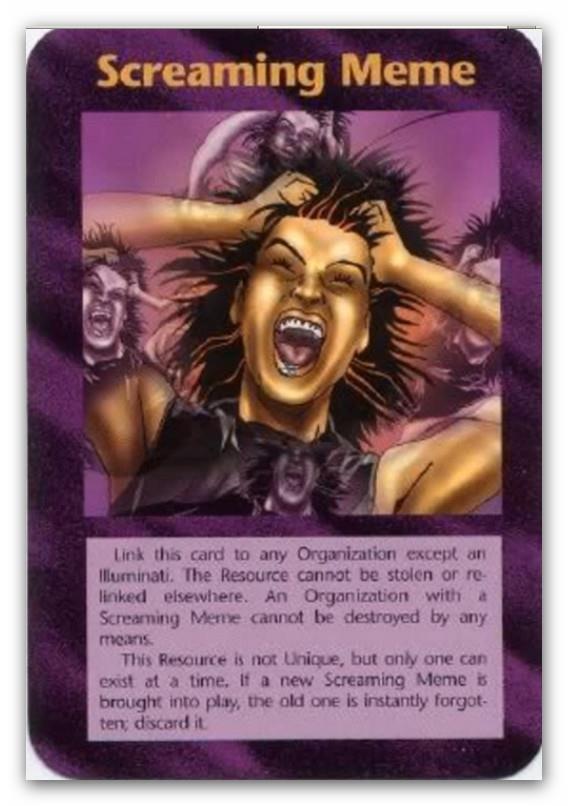 Screaming Meme
Link this card to any Organization except an
Illuminati. The Resource cannot be stolen or re-
linked elsewhere. An Organization with a
Screaming Meme cannot be destroyed by any
means.
This Resource is not Unique, but only one can
exist at a time. If a new Screaming Meme is
brought into play, the old one is instantly forgot-
ten; discard it.